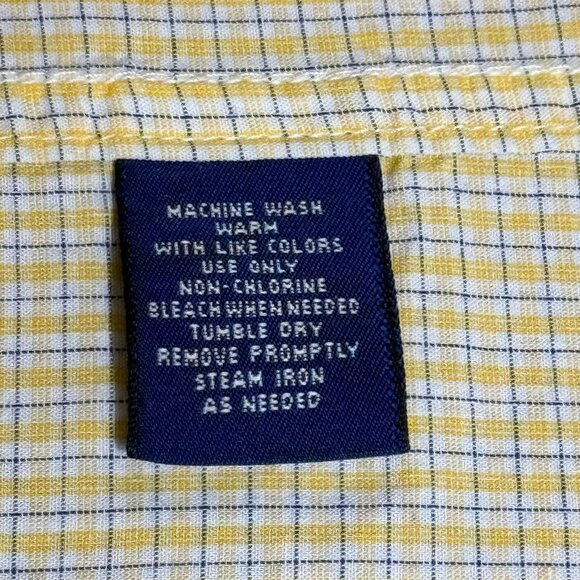 MACHINE WASH
WARM
WITH LIKE COLORS
USE ONLY
NON-CHLORINE
BLEACH WHEN NEEDED
TUMBLE DRY
REMOVE PROMPTLY
STEAM IRON
AS NEEDED